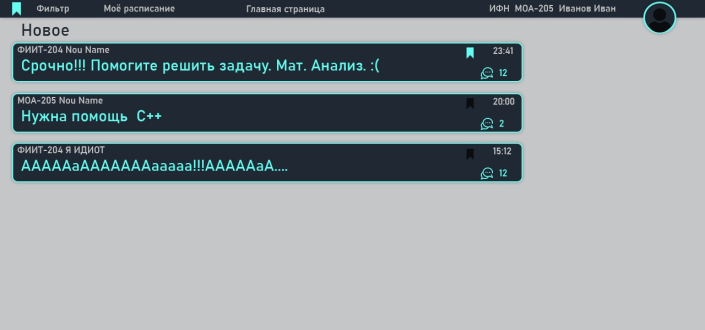 Фильтр Моё расписание Главная страница ИФН МОА-205 Иванов Иван
Новое
ФИИТ-204 Nou Name 23:41
Срочно!!! Помогите решить задачу. Мат. Анализ. :(
12
МОА-205 Nou Name 20:00
Нужна помощь C++
2
ФИИТ-204 Я ИДИОТ 15:12
АААААаАААААААааааа!!!АААААаА....
12